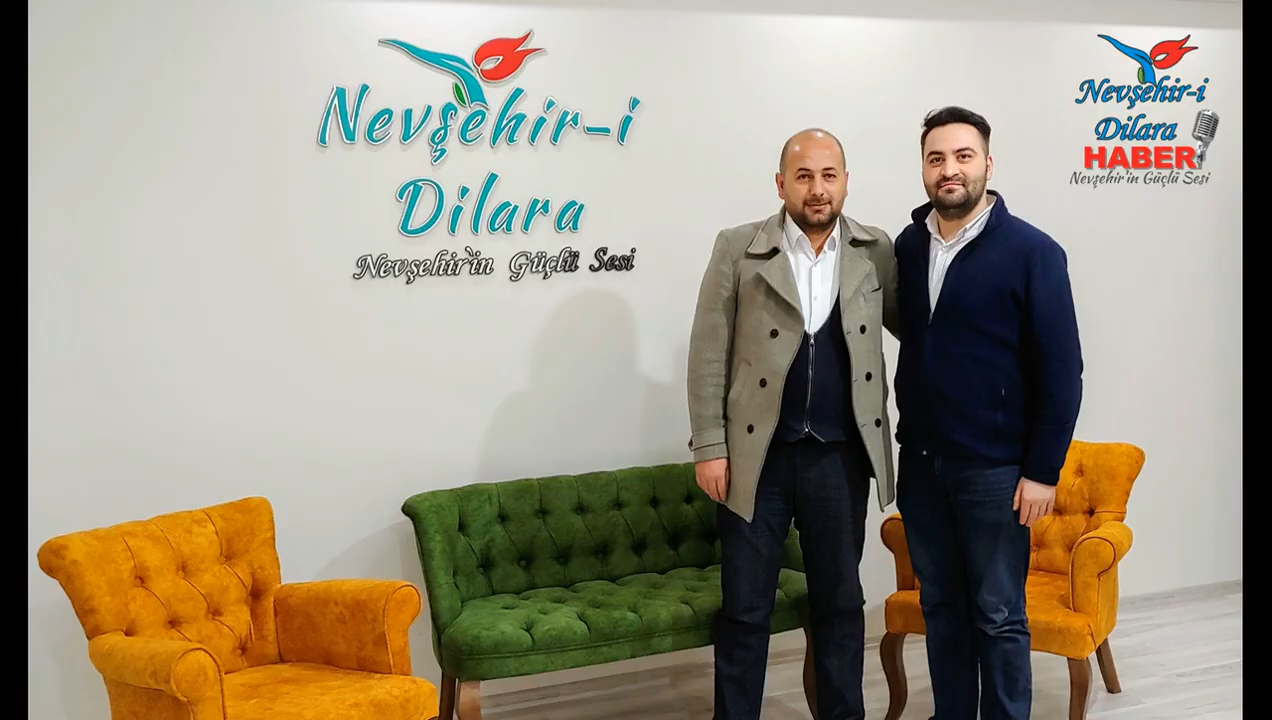 Nevşehir-i
Dilara
Nevşehir'in Güçlü Sesi
Nevşehir-i
Dilara
HABER
Nevşehir'in Güçlü Sesi